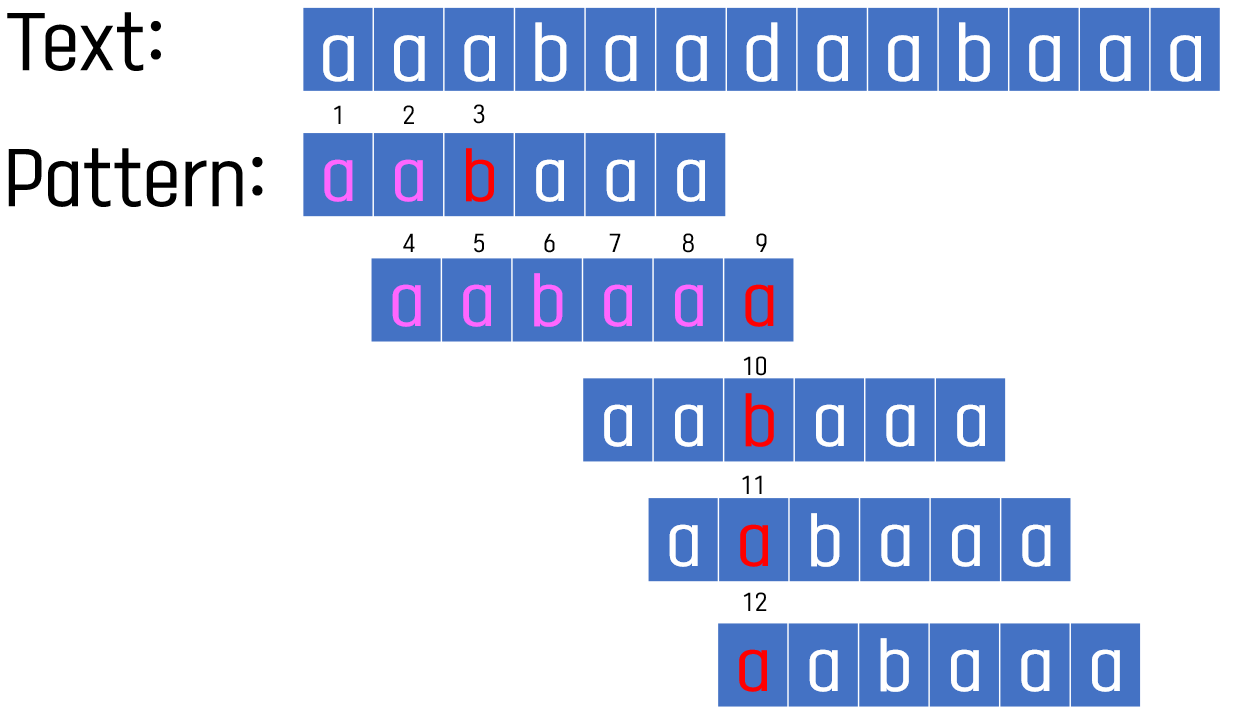 Text: a a a b a a d a a b a a a
1 2 3
Pattern: a a b a a a
4 5 6 7 8 9
a a b a a a
10
a a b a a a
11
a a b a a a
12
a a b a a a